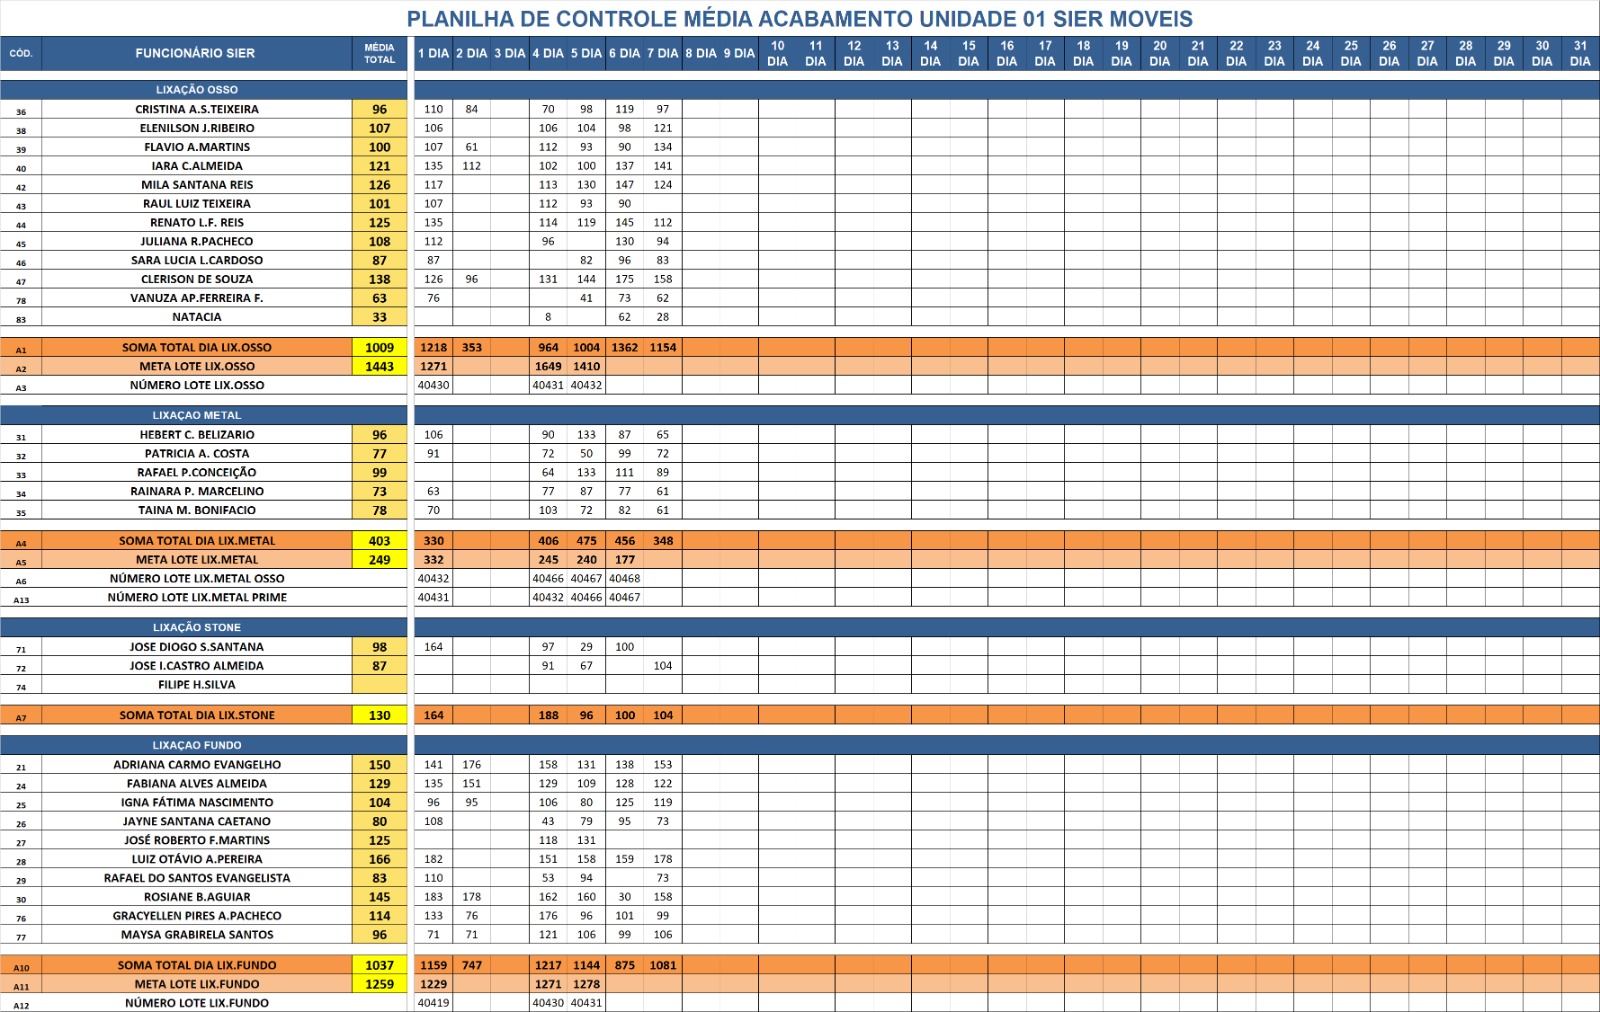 PLANILHA DE CONTROLE MÉDIA ACABAMENTO UNIDADE 01 SIER MOVEIS
CÓD. FUNCIONÁRIO SIER MÉDIA TOTAL 1 DIA 2 DIA 3 DIA 4 DIA 5 DIA 6 DIA 7 DIA 8 DIA 9 DIA 10 DIA 11 DIA 12 DIA 13 DIA 14 DIA 15 DIA 16 DIA 17 DIA 18 DIA 19 DIA 20 DIA 21 DIA 22 DIA 23 DIA 24 DIA 25 DIA 26 DIA 27 DIA 28 DIA 29 DIA 30 DIA 31 DIA
LIXAÇÃO OSSO
36 CRISTINA A.S.TEIXEIRA 96 110 84 70 98 119 97
38 ELENILSON J.RIBEIRO 107 106 106 104 98 121
39 FLAVIO A.MARTINS 100 107 61 112 93 90 134
40 IARA C.ALMEIDA 121 135 112 102 100 137 141
42 MILA SANTANA REIS 126 117 113 130 147 124
43 RAUL LUIZ TEIXEIRA 101 107 112 93 90
44 RENATO L.F. REIS 125 135 114 119 145 112
45 JULIANA R.PACHECO 108 112 96 130 94
46 SARA LUCIA L.CARDOSO 87 87 82 96 83
47 CLERISON DE SOUZA 138 126 96 131 144 175 158
78 VANUZA AP.FERREIRA F. 63 76 41 73 62
83 NATACIA 33 8 62 28
A1 SOMA TOTAL DIA LIX.OSSO 1009 1218 353 964 1004 1362 1154
A2 META LOTE LIX.OSSO 1443 1271 1649 1410
A3 NÚMERO LOTE LIX.OSSO 40430 40431 40432
LIXAÇAO METAL
31 HEBERT C. BELIZARIO 96 106 90 133 87 65
32 PATRICIA A. COSTA 77 91 72 50 99 72
33 RAFAEL P.CONCEIÇÃO 99 64 133 111 89
34 RAINARA P. MARCELINO 73 63 77 87 77 61
35 TAINA M. BONIFACIO 78 70 103 72 82 61
A4 SOMA TOTAL DIA LIX.METAL 403 330 406 475 456 348
A5 META LOTE LIX.METAL 249 332 245 240 177
A6 NÚMERO LOTE LIX.METAL OSSO 40432 40466 40467 40468
A13 NÚMERO LOTE LIX.METAL PRIME 40431 40432 40466 40467
LIXAÇÃO STONE
71 JOSE DIOGO S.SANTANA 98 164 97 29 100
72 JOSE I.CASTRO ALMEIDA 87 91 67 104
74 FILIPE H.SILVA
A7 SOMA TOTAL DIA LIX.STONE 130 164 188 96 100 104
LIXAÇAO FUNDO
21 ADRIANA CARMO EVANGELHO 150 141 176 158 131 138 153
24 FABIANA ALVES ALMEIDA 129 135 151 129 109 128 122
25 IGNA FÁTIMA NASCIMENTO 104 96 95 106 80 125 119
26 JAYNE SANTANA CAETANO 80 108 43 79 95 73
27 JOSÉ ROBERTO F.MARTINS 125 118 131
28 LUIZ OTÁVIO A.PEREIRA 166 182 151 158 159 178
29 RAFAEL DO SANTOS EVANGELISTA 83 110 53 94 73
30 ROSIANE B.AGUIAR 145 183 178 162 160 30 158
76 GRACYELLEN PIRES A.PACHECO 114 133 76 176 96 101 99
77 MAYSA GRABIRELA SANTOS 96 71 71 121 106 99 106
A10 SOMA TOTAL DIA LIX.FUNDO 1037 1159 747 1217 1144 875 1081
A11 META LOTE LIX.FUNDO 1259 1229 1271 1278
A12 NÚMERO LOTE LIX.FUNDO 40419 40430 40431